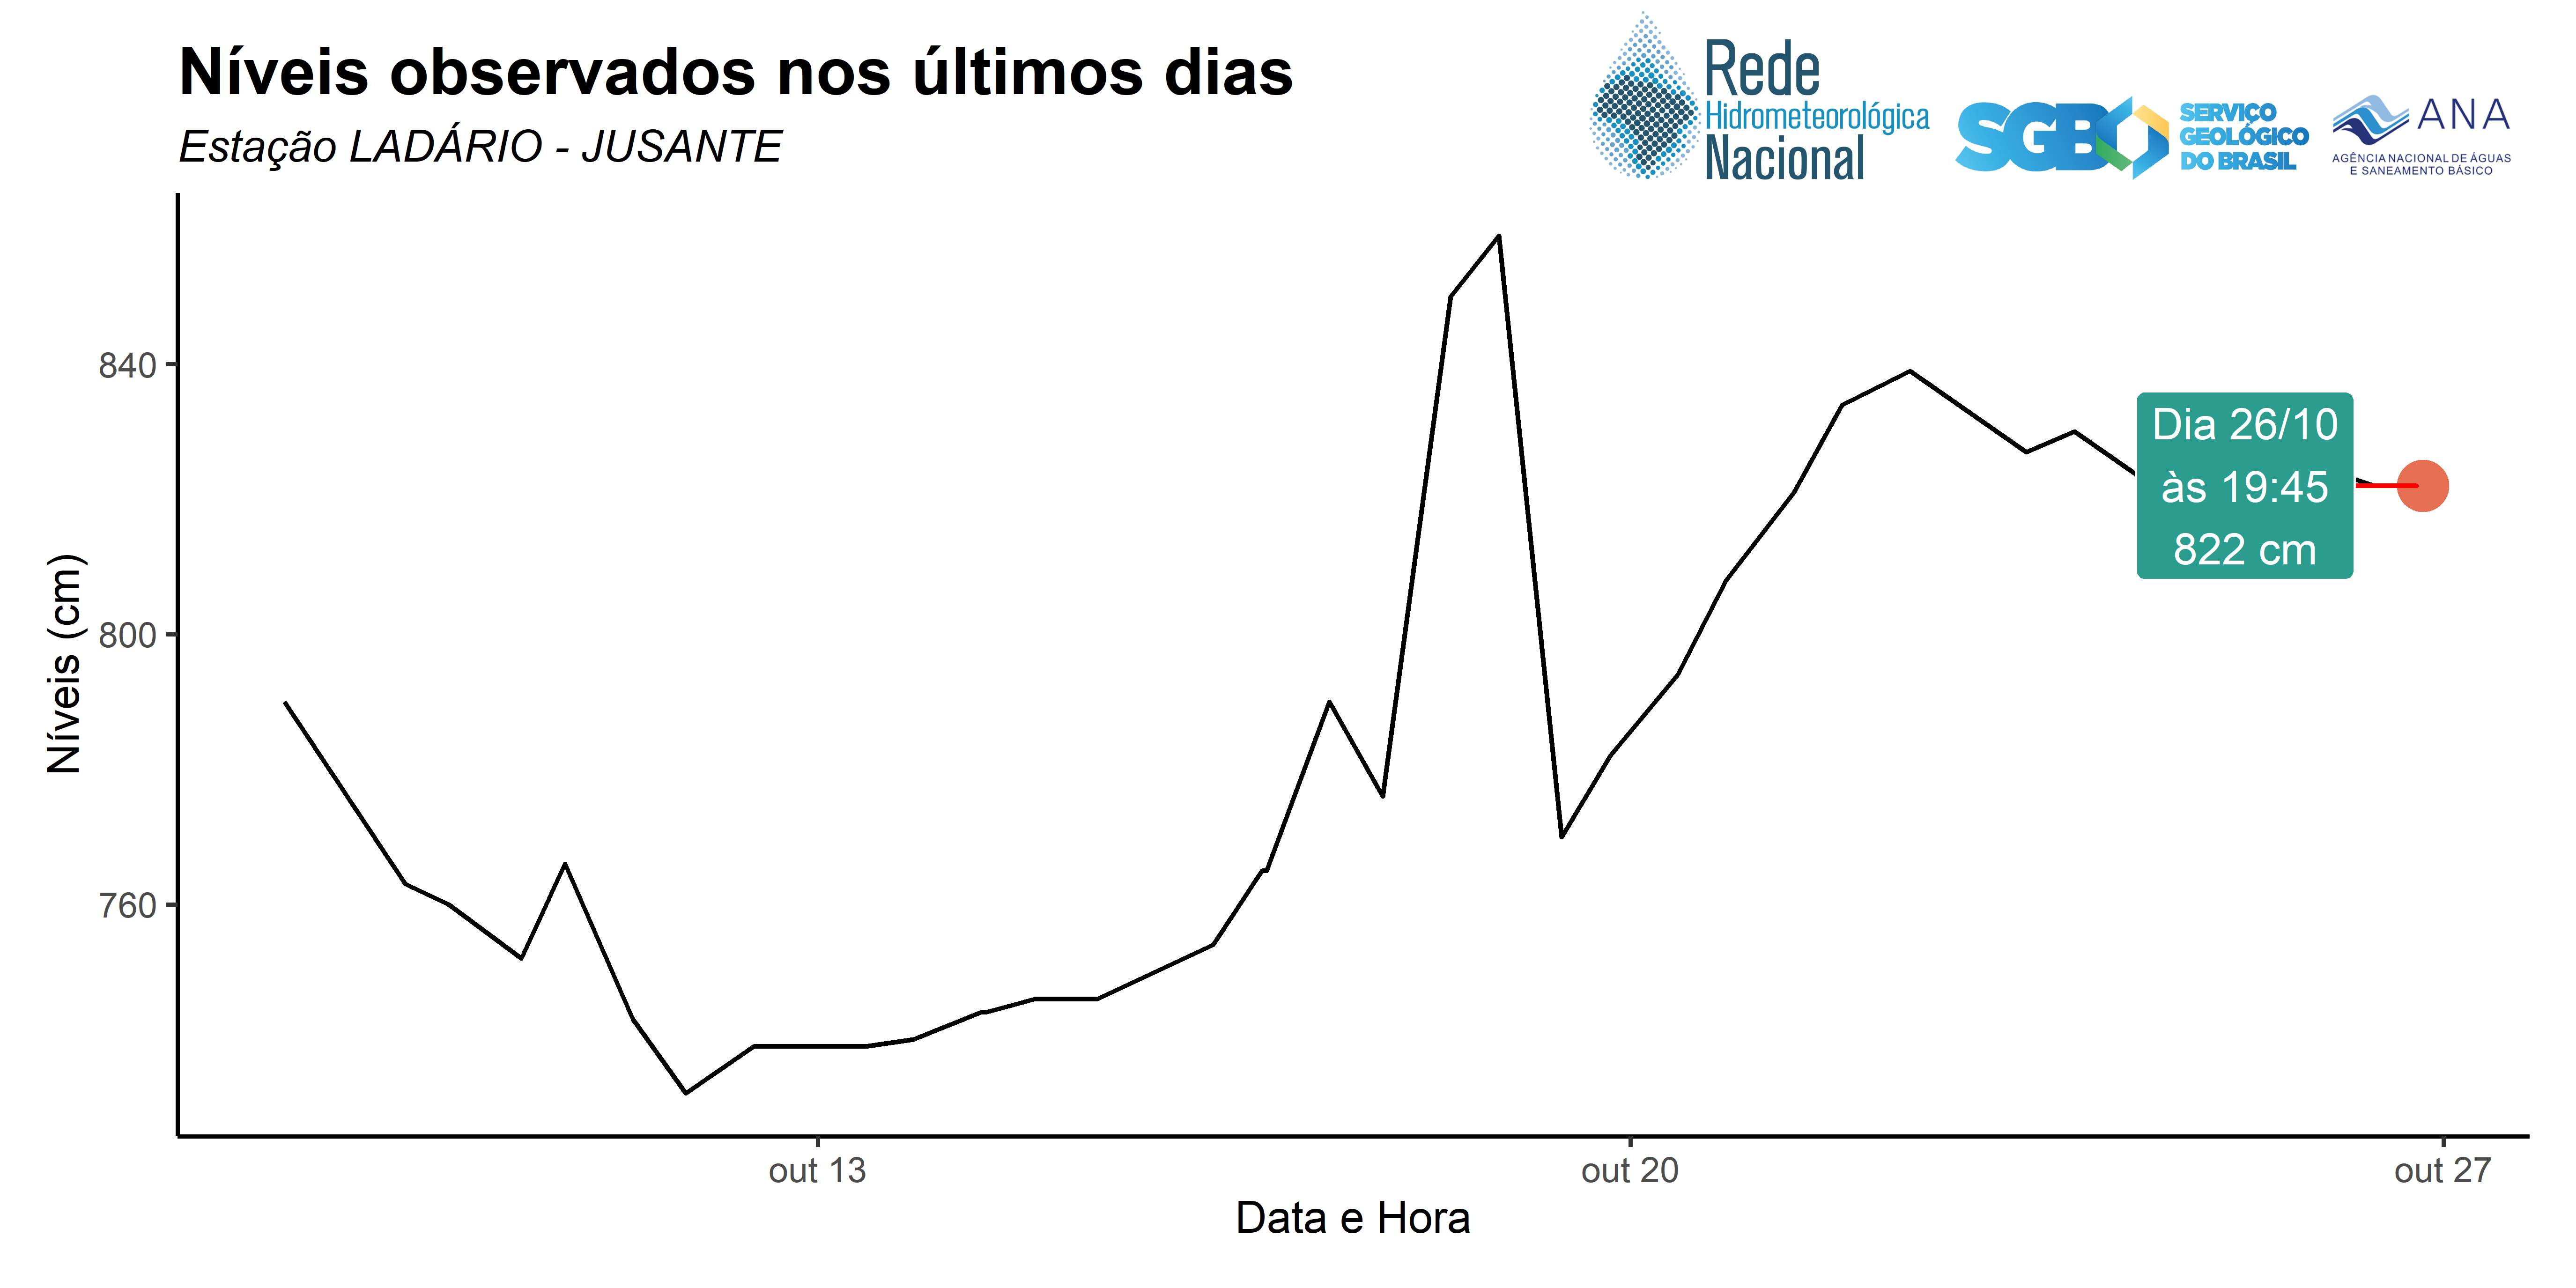 Níveis observados nos últimos dias
Estação LADÁRIO - JUSANTE
Rede
Hidrometeorológica
Nacional
SGB
SERVIÇO
GEOLÓGICO
DO BRASIL
ANA
AGÊNCIA NACIONAL DE ÁGUAS
E SANEAMENTO BÁSICO
Níveis (cm)
840
800
760
Dia 26/10
às 19:45
822 cm
out 13
out 20
out 27
Data e Hora